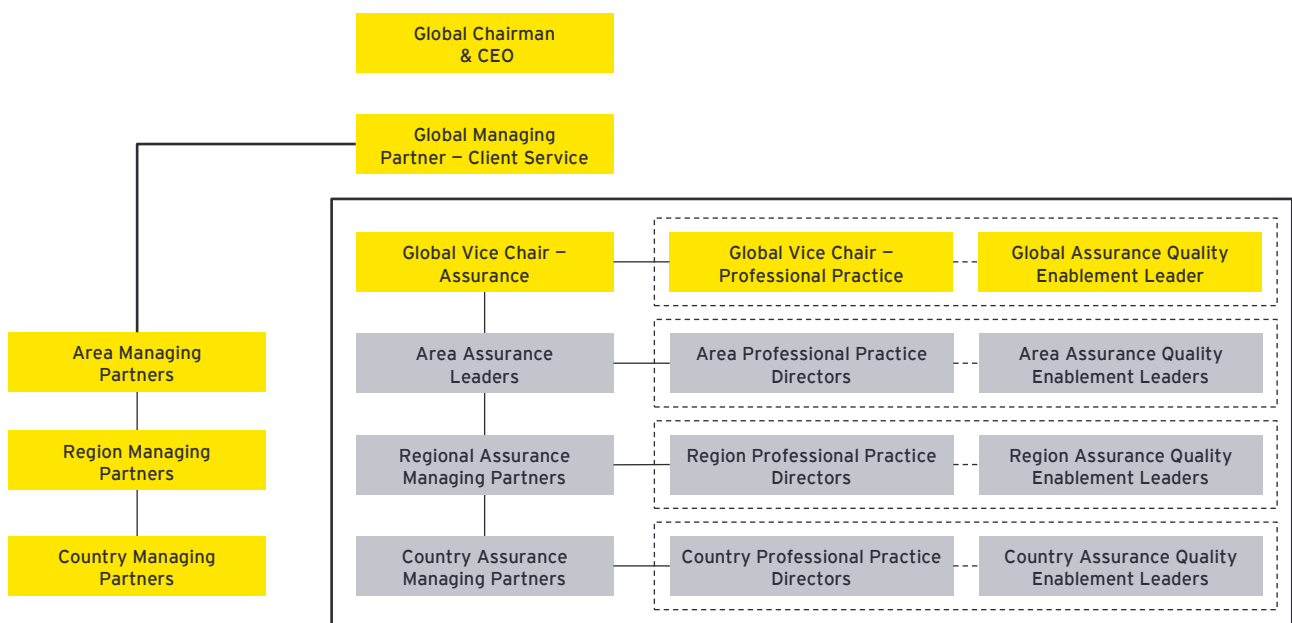 Global Chairman
& CEO
Global Managing
Partner – Client Service
Global Vice Chair –
Assurance
Global Vice Chair –
Professional Practice
Global Assurance Quality
Enablement Leader
Area Managing
Partners
Area Assurance
Leaders
Area Professional Practice
Directors
Area Assurance Quality
Enablement Leaders
Region Managing
Partners
Regional Assurance
Managing Partners
Region Professional Practice
Directors
Region Assurance Quality
Enablement Leaders
Country Managing
Partners
Country Assurance
Managing Partners
Country Professional Practice
Directors
Country Assurance Quality
Enablement Leaders